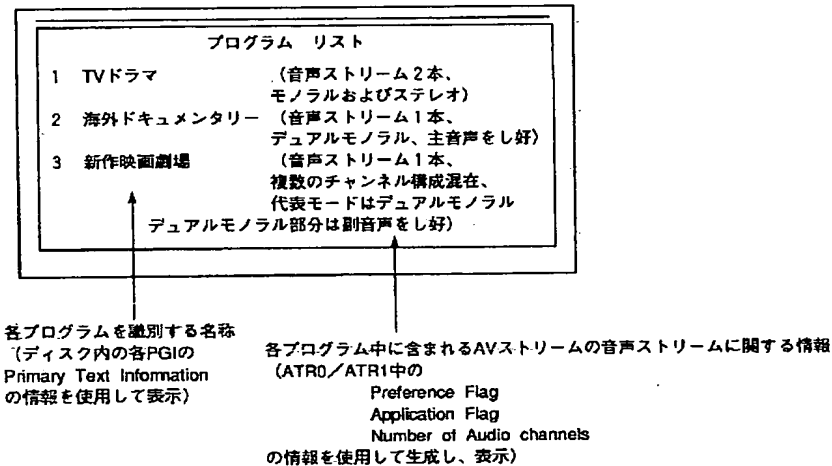 プログラム リスト
1 TVドラマ (音声ストリーム2本、
モノラルおよびステレオ)
2 海外ドキュメンタリー (音声ストリーム1本、
デュアルモノラル、主音声をし好)
3 新作映画劇場 (音声ストリーム1本、
複数のチャンネル構成混在、
代表モードはデュアルモノラル
デュアルモノラル部分は副音声をし好)
各プログラムを識別する名称
(ディスク内の各PGIの
Primary Text Information
の情報を使用して表示)
各プログラム中に含まれるAVストリームの音声ストリームに関する情報
(ATR0/ATR1中の
Preference Flag
Application Flag
Number of Audio channels
の情報を使用して生成し、表示)